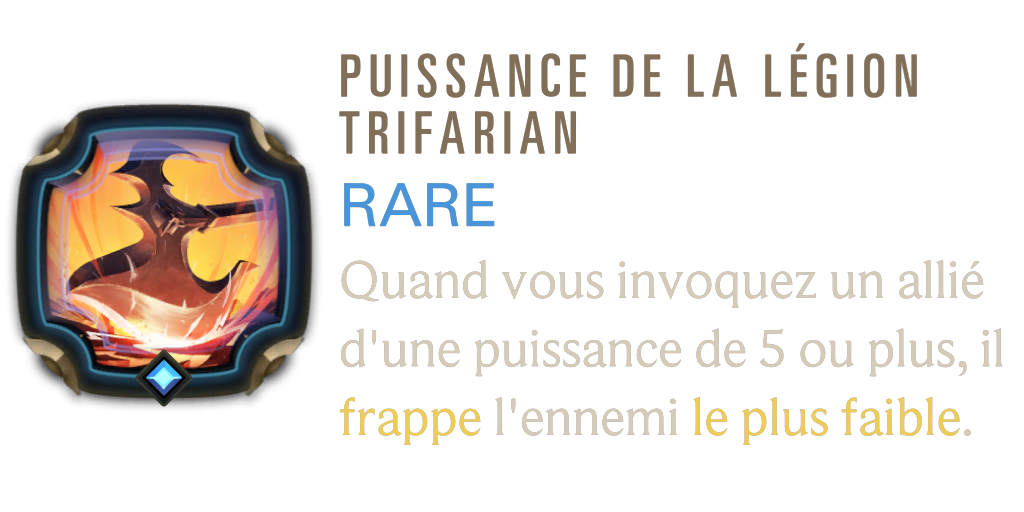 PUISSANCE DE LA LÉGION
TRIFARIAN
RARE
Quand vous invoquez un allié
d'une puissance de 5 ou plus, il
frappe l'ennemi le plus faible.